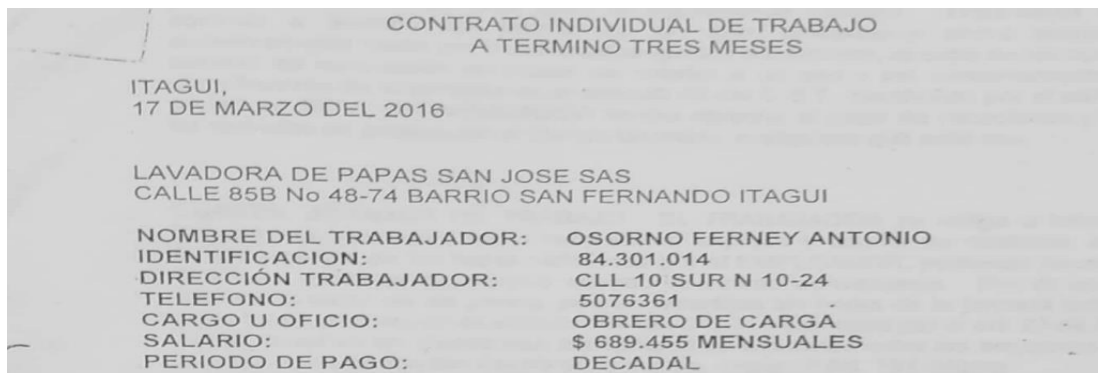 CONTRATO INDIVIDUAL DE TRABAJO
A TERMINO TRES MESES
ITAGUI,
17 DE MARZO DEL 2016
LAVADORA DE PAPAS SAN JOSE SAS
CALLE 85B No 48-74 BARRIO SAN FERNANDO ITAGUI
NOMBRE DEL TRABAJADOR: OSORNO FERNEY ANTONIO
IDENTIFICACION: 84.301.014
DIRECCIÓN TRABAJADOR: CLL 10 SUR N 10-24
TELEFONO: 5076361
CARGO U OFICIO: OBRERO DE CARGA
SALARIO: $ 689.455 MENSUALES
PERIODO DE PAGO: DECADAL